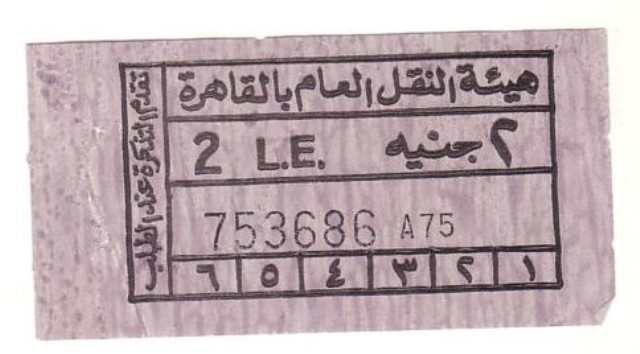 هيئة النقل العام بالقاهرة
2 L.E. ٢ جنيه
753686 A75
١ ٢ ٣ ٤ ٥ ٦
تقدم التذكرة عند الطلب